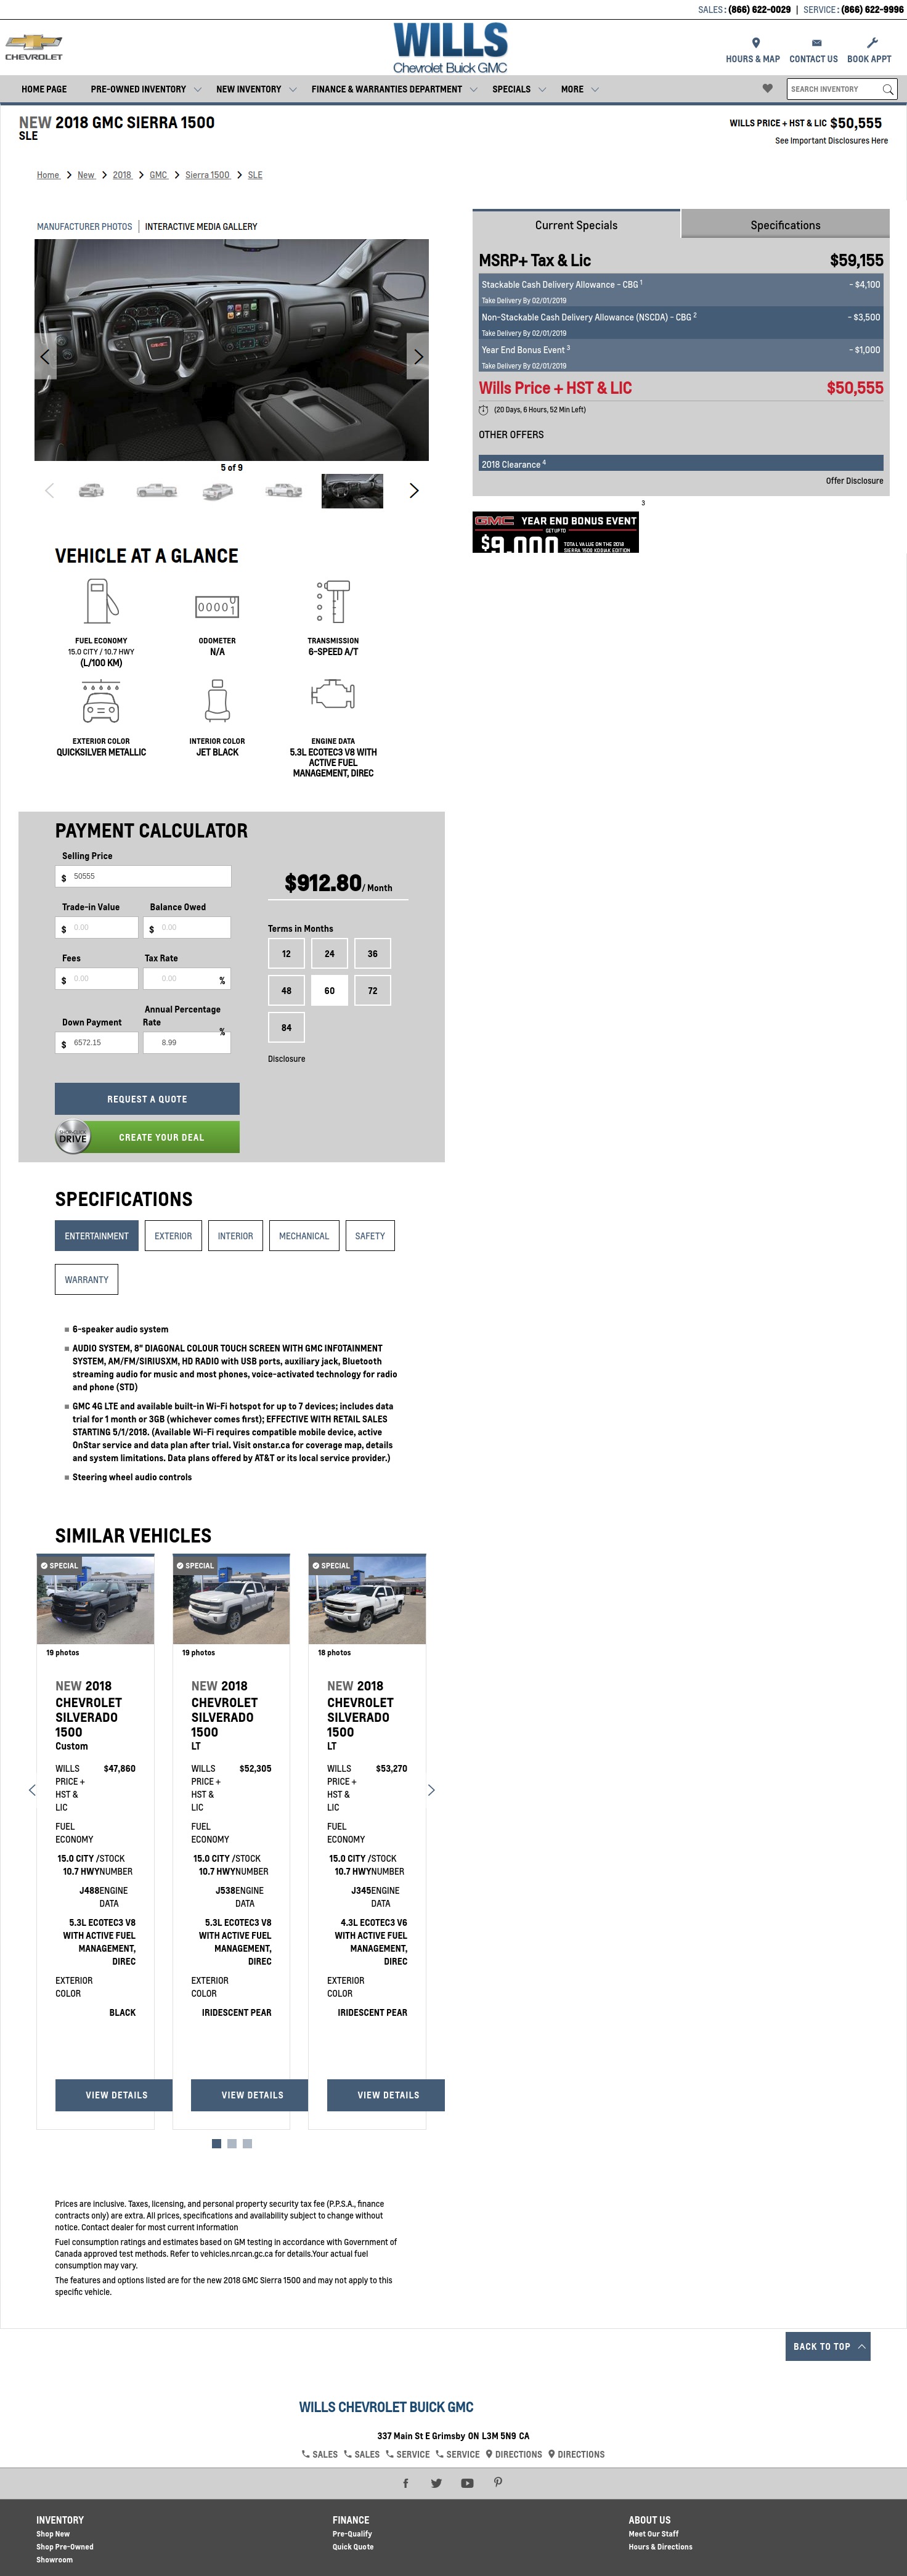 SALES : (866) 622-0029 | SERVICE : (866) 622-9996
CHEVROLET
WILLS
Chevrolet Buick GMC
HOURS & MAP
CONTACT US
BOOK APPT
HOME PAGE
PRE-OWNED INVENTORY
NEW INVENTORY
FINANCE & WARRANTIES DEPARTMENT
SPECIALS
MORE
SEARCH INVENTORY
NEW 2018 GMC SIERRA 1500
SLE
WILLS PRICE + HST & LIC $50,555
See Important Disclosures Here
Home > New > 2018 > GMC > Sierra 1500 > SLE
MANUFACTURER PHOTOS | INTERACTIVE MEDIA GALLERY
5 of 9
Current Specials
Specifications
MSRP+ Tax & Lic $59,155
Stackable Cash Delivery Allowance - CBG 1 - $4,100
Take Delivery By 02/01/2019
Non-Stackable Cash Delivery Allowance (NSCDA) - CBG 2 - $3,500
Take Delivery By 02/01/2019
Year End Bonus Event 3 - $1,000
Take Delivery By 02/01/2019
Wills Price + HST & LIC $50,555
(20 Days, 6 Hours, 52 Min Left)
OTHER OFFERS
2018 Clearance 4
Offer Disclosure
3
GMC YEAR END BONUS EVENT
GET UP TO
$9,000 TOTAL VALUE ON THE 2018
SIERRA 1500 KODIAK EDITION
VEHICLE AT A GLANCE
FUEL ECONOMY
15.0 CITY / 10.7 HWY
(L/100 KM)
ODOMETER
N/A
TRANSMISSION
6-SPEED A/T
EXTERIOR COLOR
QUICKSILVER METALLIC
INTERIOR COLOR
JET BLACK
ENGINE DATA
5.3L ECOTEC3 V8 WITH
ACTIVE FUEL
MANAGEMENT, DIREC
PAYMENT CALCULATOR
Selling Price
$ 50555
Trade-in Value
$ 0.00
Balance Owed
$ 0.00
Fees
$ 0.00
Tax Rate
0.00 %
Down Payment
$ 6572.15
Annual Percentage
Rate
8.99 %
$912.80 / Month
Terms in Months
12 24 36
48 60 72
84
Disclosure
REQUEST A QUOTE
DRIVE
CREATE YOUR DEAL
SPECIFICATIONS
ENTERTAINMENT
EXTERIOR
INTERIOR
MECHANICAL
SAFETY
WARRANTY
6-speaker audio system
AUDIO SYSTEM, 8" DIAGONAL COLOUR TOUCH SCREEN WITH GMC INFOTAINMENT
SYSTEM, AM/FM/SIRIUSXM, HD RADIO with USB ports, auxiliary jack, Bluetooth
streaming audio for music and most phones, voice-activated technology for radio
and phone (STD)
GMC 4G LTE and available built-in Wi-Fi hotspot for up to 7 devices; includes data
trial for 1 month or 3GB (whichever comes first); EFFECTIVE WITH RETAIL SALES
STARTING 5/1/2018. (Available Wi-Fi requires compatible mobile device, active
OnStar service and data plan after trial. Visit onstar.ca for coverage map, details
and system limitations. Data plans offered by AT&T or its local service provider.)
Steering wheel audio controls
SIMILAR VEHICLES
SPECIAL
19 photos
NEW 2018
CHEVROLET
SILVERADO
1500
Custom
WILLS $47,860
PRICE +
HST &
LIC
FUEL
ECONOMY
15.0 CITY /STOCK
10.7 HWYNUMBER
J488ENGINE
DATA
5.3L ECOTEC3 V8
WITH ACTIVE FUEL
MANAGEMENT,
DIREC
EXTERIOR
COLOR
BLACK
VIEW DETAILS
SPECIAL
19 photos
NEW 2018
CHEVROLET
SILVERADO
1500
LT
WILLS $52,305
PRICE +
HST &
LIC
FUEL
ECONOMY
15.0 CITY /STOCK
10.7 HWYNUMBER
J538ENGINE
DATA
5.3L ECOTEC3 V8
WITH ACTIVE FUEL
MANAGEMENT,
DIREC
EXTERIOR
COLOR
IRIDESCENT PEAR
VIEW DETAILS
SPECIAL
18 photos
NEW 2018
CHEVROLET
SILVERADO
1500
LT
WILLS $53,270
PRICE +
HST &
LIC
FUEL
ECONOMY
15.0 CITY /STOCK
10.7 HWYNUMBER
J345ENGINE
DATA
4.3L ECOTEC3 V6
WITH ACTIVE FUEL
MANAGEMENT,
DIREC
EXTERIOR
COLOR
IRIDESCENT PEAR
VIEW DETAILS
Prices are inclusive. Taxes, licensing, and personal property security tax fee (P.P.S.A., finance
contracts only) are extra. All prices, specifications and availability subject to change without
notice. Contact dealer for most current information
Fuel consumption ratings and estimates based on GM testing in accordance with Government of
Canada approved test methods. Refer to vehicles.nrcan.gc.ca for details.Your actual fuel
consumption may vary.
The features and options listed are for the new 2018 GMC Sierra 1500 and may not apply to this
specific vehicle.
BACK TO TOP
WILLS CHEVROLET BUICK GMC
337 Main St E Grimsby ON L3M 5N9 CA
SALES SALES SERVICE SERVICE DIRECTIONS DIRECTIONS
INVENTORY
Shop New
Shop Pre-Owned
Showroom
FINANCE
Pre-Qualify
Quick Quote
ABOUT US
Meet Our Staff
Hours & Directions